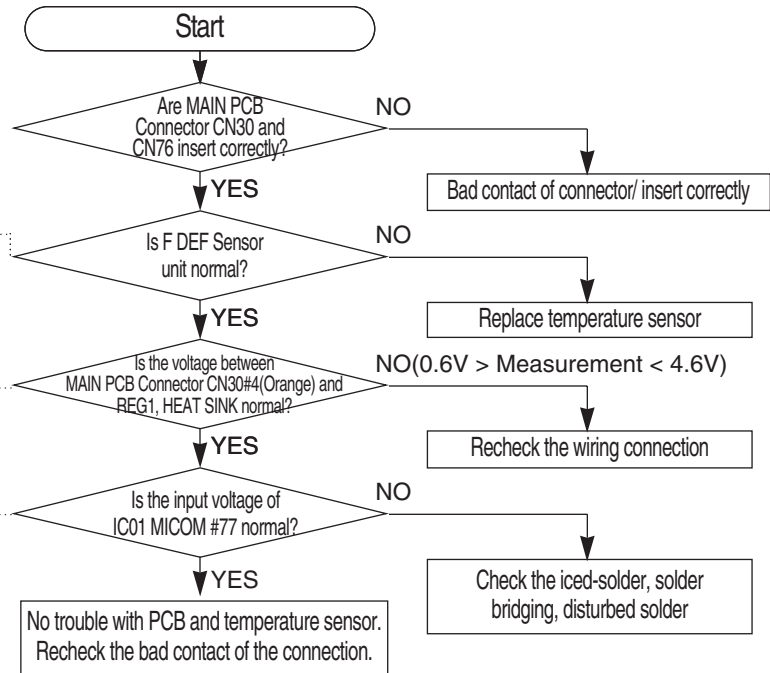 Start
Are MAIN PCB
Connector CN30 and
CN76 insert correctly?
NO
Bad contact of connector/ insert correctly
YES
Is F DEF Sensor
unit normal?
NO
Replace temperature sensor
YES
Is the voltage between
MAIN PCB Connector CN30#4(Orange) and
REG1, HEAT SINK normal?
NO(0.6V > Measurement < 4.6V)
Recheck the wiring connection
YES
Is the input voltage of
IC01 MICOM #77 normal?
NO
Check the iced-solder, solder
bridging, disturbed solder
YES
No trouble with PCB and temperature sensor.
Recheck the bad contact of the connection.